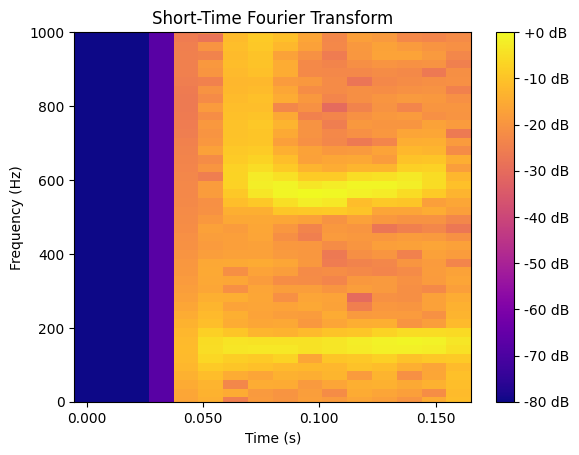 Short-Time Fourier Transform
Frequency (Hz)
1000
800
600
400
200
0
0.000
0.050
0.100
0.150
Time (s)
+0 dB
-10 dB
-20 dB
-30 dB
-40 dB
-50 dB
-60 dB
-70 dB
-80 dB